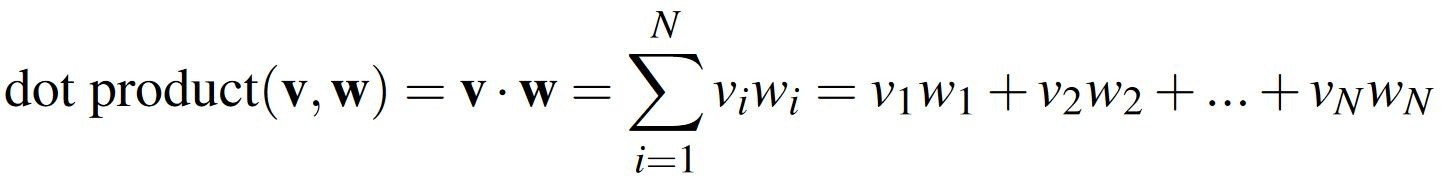 dot product(v, w) = v · w = ∑_{i=1}^{N} v_i w_i = v_1 w_1 + v_2 w_2 + ... + v_N w_N